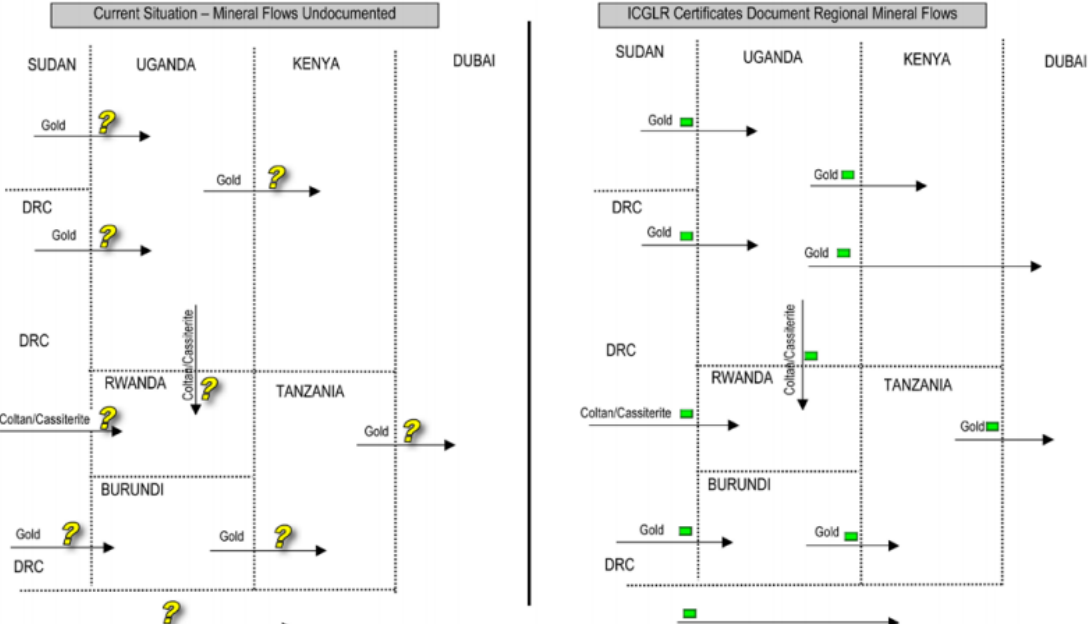 Current Situation – Mineral Flows Undocumented
SUDAN UGANDA KENYA DUBAI
Gold ?
Gold ?
DRC
Gold ?
Coltan/Cassiterite
DRC
RWANDA ? TANZANIA
Coltan/Cassiterite ?
Gold ?
BURUNDI
Gold ? Gold ?
DRC
?
ICGLR Certificates Document Regional Mineral Flows
SUDAN UGANDA KENYA DUBAI
Gold
Gold
DRC
Gold
Gold
Coltan/Cassiterite
DRC
RWANDA TANZANIA
Coltan/Cassiterite
Gold
BURUNDI
Gold Gold
DRC